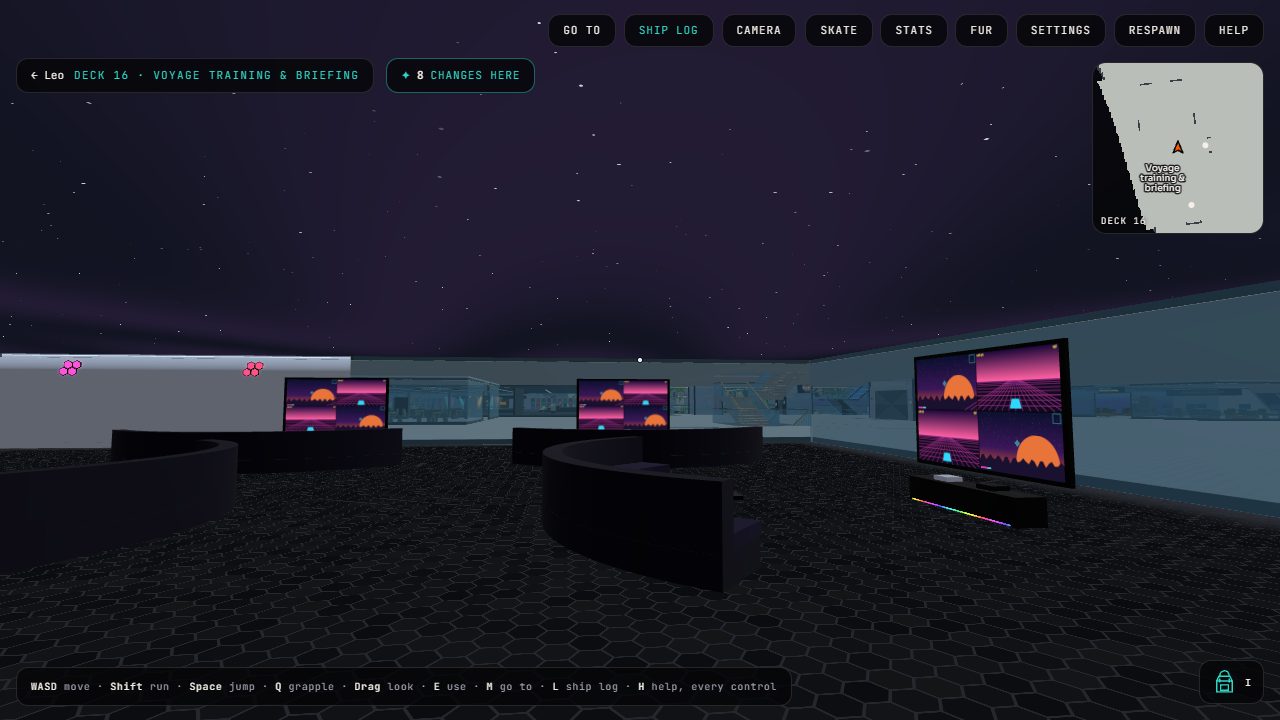 GO TO
SHIP LOG
CAMERA
SKATE
STATS
FUR
SETTINGS
RESPAWN
HELP
← Leo DECK 16 · VOYAGE TRAINING & BRIEFING
✦ 8 CHANGES HERE
Voyage
training &
briefing
DECK 16
WASD move · Shift run · Space jump · Q grapple · Drag look · E use · M go to · L ship log · H help, every control
I